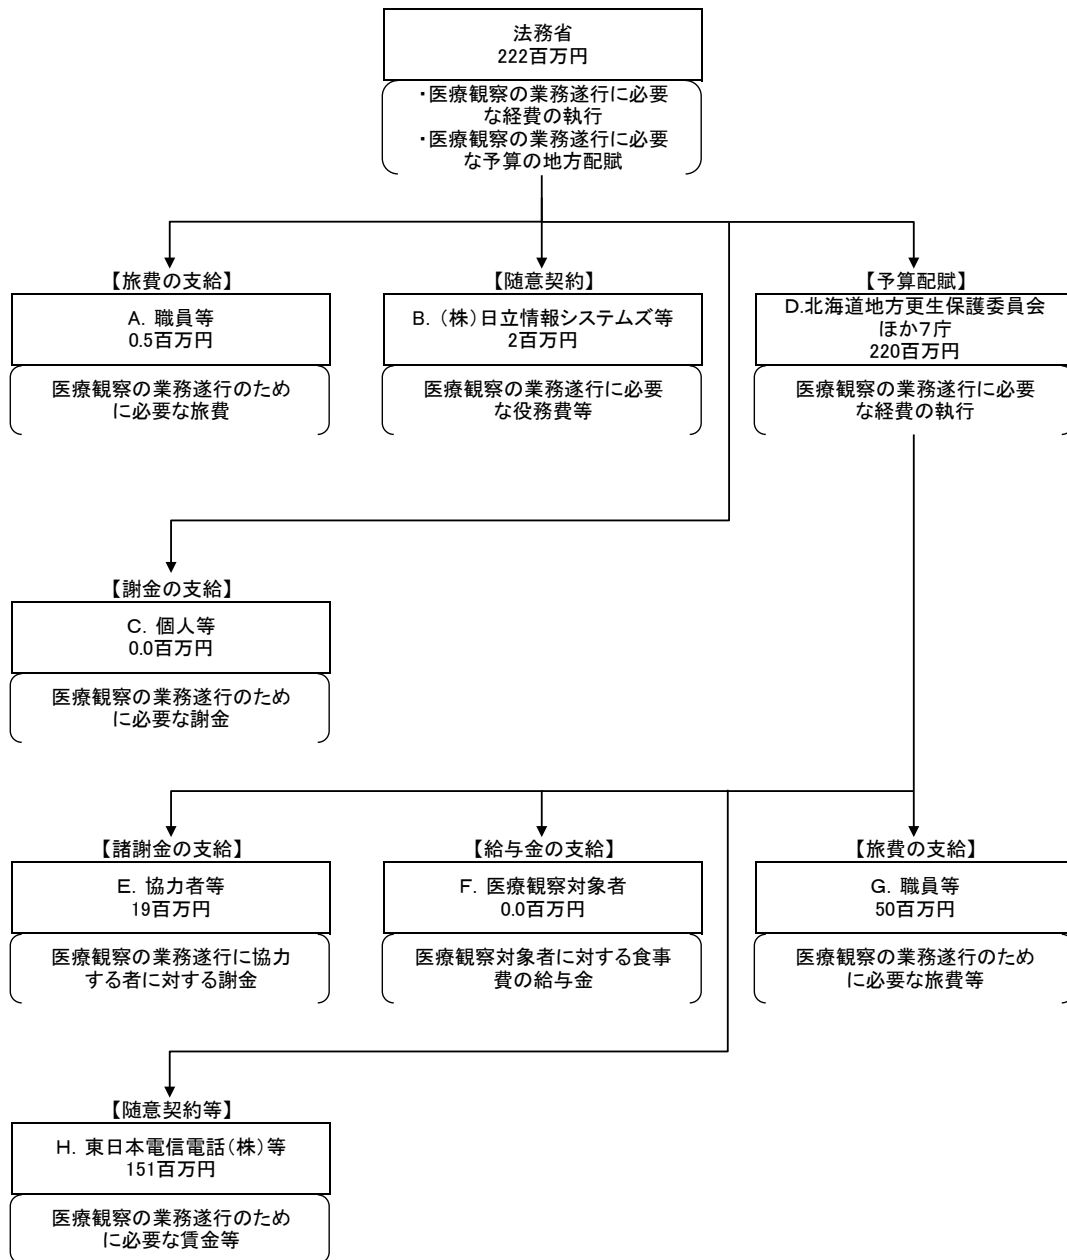 法務省
222百万円
・医療観察の業務遂行に必要
な経費の執行
・医療観察の業務遂行に必要
な予算の地方配賦
【旅費の支給】
A. 職員等
0.5百万円
医療観察の業務遂行のため
に必要な旅費
【随意契約】
B. (株)日立情報システムズ等
2百万円
医療観察の業務遂行に必要
な役務費等
【予算配賦】
D.北海道地方更生保護委員会
ほか7庁
220百万円
医療観察の業務遂行に必要
な経費の執行
【謝金の支給】
C. 個人等
0.0百万円
医療観察の業務遂行のため
に必要な謝金
【諸謝金の支給】
E. 協力者等
19百万円
医療観察の業務遂行に協力
する者に対する謝金
【給与金の支給】
F. 医療観察対象者
0.0百万円
医療観察対象者に対する食事
費の給与金
【旅費の支給】
G. 職員等
50百万円
医療観察の業務遂行のため
に必要な旅費等
【随意契約等】
H. 東日本電信電話(株)等
151百万円
医療観察の業務遂行のため
に必要な賃金等